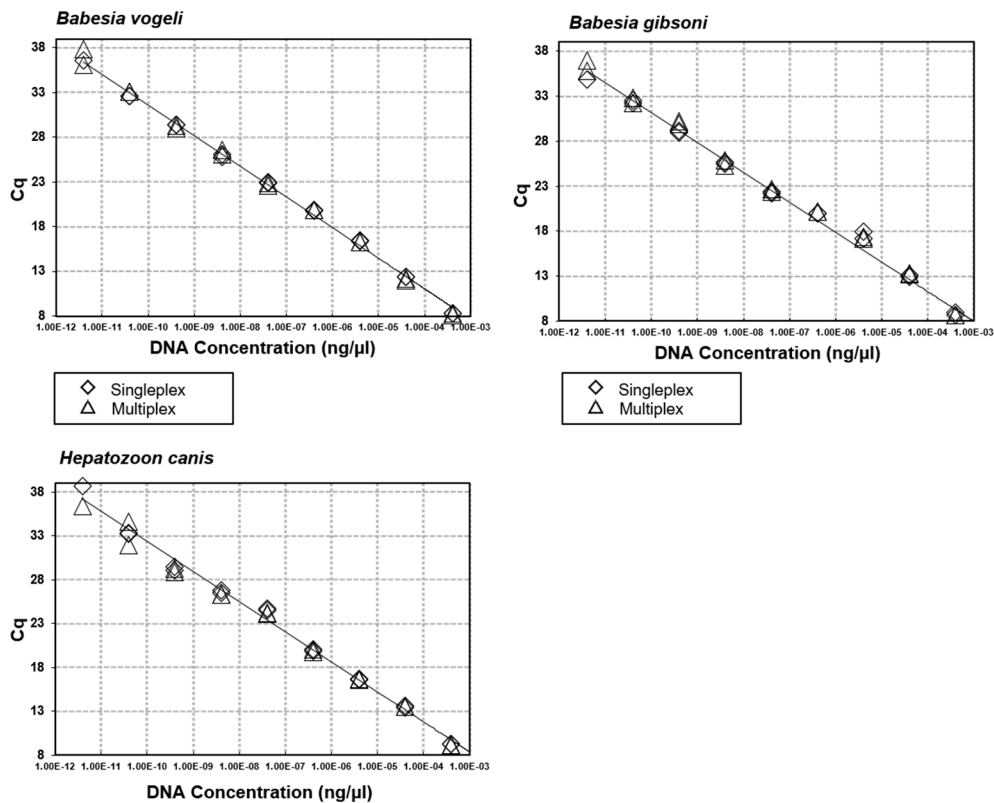 Babesia vogeli
38
33
28
23
18
13
8
Cq
1.00E-12 1.00E-11 1.00E-10 1.00E-09 1.00E-08 1.00E-07 1.00E-06 1.00E-05 1.00E-04 1.00E-03
DNA Concentration (ng/µl)
Singleplex
Multiplex
Babesia gibsoni
38
33
28
23
18
13
8
Cq
1.00E-12 1.00E-11 1.00E-10 1.00E-09 1.00E-08 1.00E-07 1.00E-06 1.00E-05 1.00E-04 1.00E-03
DNA Concentration (ng/µl)
Singleplex
Multiplex
Hepatozoon canis
38
33
28
23
18
13
8
Cq
1.00E-12 1.00E-11 1.00E-10 1.00E-09 1.00E-08 1.00E-07 1.00E-06 1.00E-05 1.00E-04 1.00E-03
DNA Concentration (ng/µl)